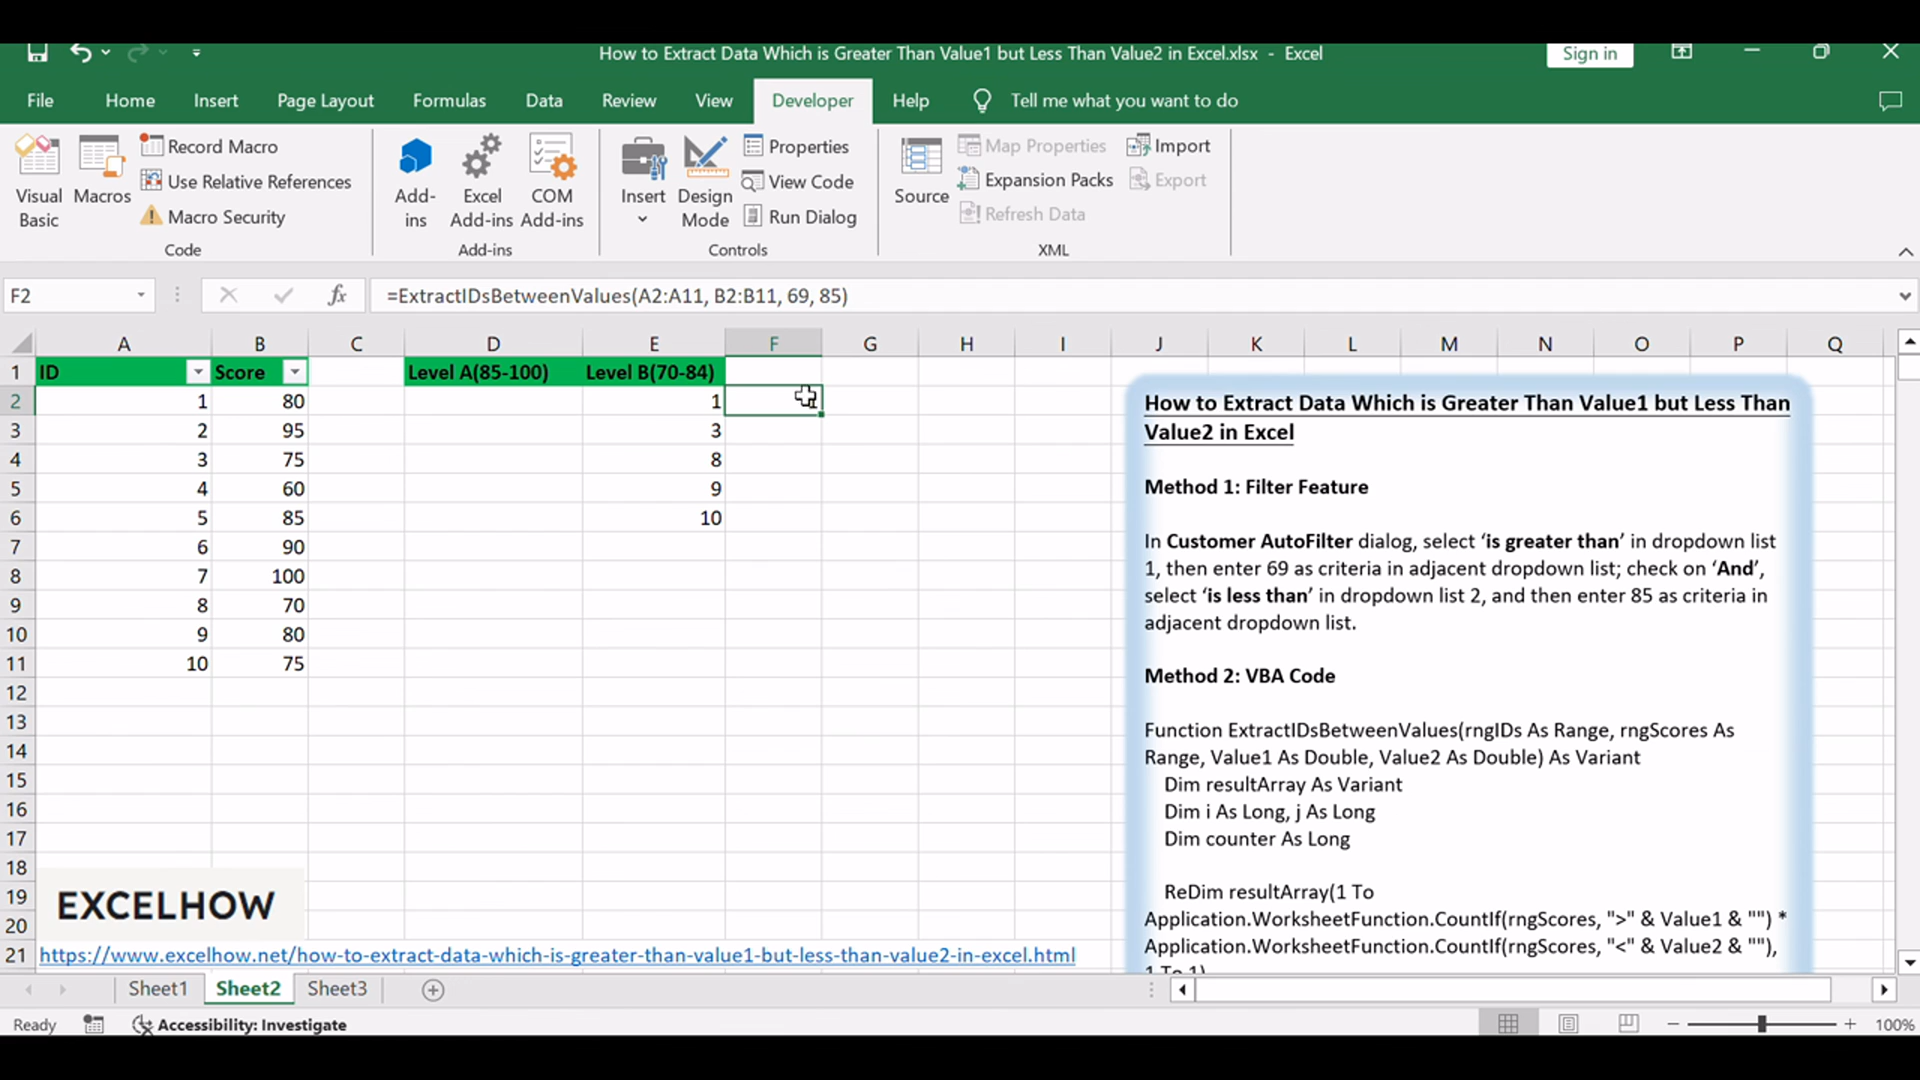 How to Extract Data Which is Greater Than Value1 but Less Than Value2 in Excel.xlsx - Excel
Sign in
File Home Insert Page Layout Formulas Data Review View Developer Help Tell me what you want to do
Visual Basic
Macros
Record Macro
Use Relative References
Macro Security
Code
Add-ins
Excel Add-ins
COM Add-ins
Add-ins
Insert
Design Mode
Properties
View Code
Run Dialog
Controls
Source
Map Properties
Expansion Packs
Refresh Data
Import
Export
XML
F2
fx
=ExtractIDsBetweenValues(A2:A11, B2:B11, 69, 85)
A B C D E F G H I J K L M N O P Q
1 ID Score Level A(85-100) Level B(70-84)
2 1 80 1
3 2 95 3
4 3 75 8
5 4 60 9
6 5 85 10
7 6 90
8 7 100
9 8 70
10 9 80
11 10 75
12
13
14
15
16
17
18
19
20
21
EXCELHOW
https://www.excelhow.net/how-to-extract-data-which-is-greater-than-value1-but-less-than-value2-in-excel.html
How to Extract Data Which is Greater Than Value1 but Less Than
Value2 in Excel
Method 1: Filter Feature
In Customer AutoFilter dialog, select ‘is greater than’ in dropdown list
1, then enter 69 as criteria in adjacent dropdown list; check on ‘And’,
select ‘is less than’ in dropdown list 2, and then enter 85 as criteria in
adjacent dropdown list.
Method 2: VBA Code
Function ExtractIDsBetweenValues(rngIDs As Range, rngScores As
Range, Value1 As Double, Value2 As Double) As Variant
Dim resultArray As Variant
Dim i As Long, j As Long
Dim counter As Long
ReDim resultArray(1 To
Application.WorksheetFunction.CountIf(rngScores, ">" & Value1 & "") *
Application.WorksheetFunction.CountIf(rngScores, "<" & Value2 & ""),
1 To 1)
Sheet1 Sheet2 Sheet3
Ready
Accessibility: Investigate
100%